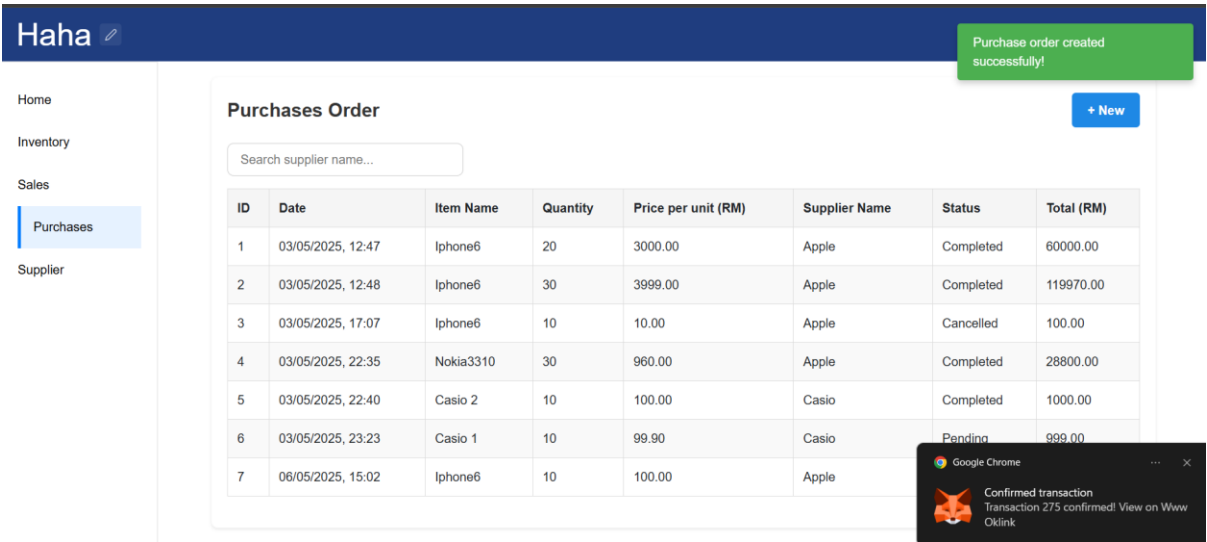 Haha
Purchase order created
successfully!
Home
Inventory
Sales
Purchases
Supplier
Purchases Order
+ New
Search supplier name...
ID Date Item Name Quantity Price per unit (RM) Supplier Name Status Total (RM)
1 03/05/2025, 12:47 Iphone6 20 3000.00 Apple Completed 60000.00
2 03/05/2025, 12:48 Iphone6 30 3999.00 Apple Completed 119970.00
3 03/05/2025, 17:07 Iphone6 10 10.00 Apple Cancelled 100.00
4 03/05/2025, 22:35 Nokia3310 30 960.00 Apple Completed 28800.00
5 03/05/2025, 22:40 Casio 2 10 100.00 Casio Completed 1000.00
6 03/05/2025, 23:23 Casio 1 10 99.90 Casio Pending 999.00
7 06/05/2025, 15:02 Iphone6 10 100.00 Apple
Google Chrome
Confirmed transaction
Transaction 275 confirmed! View on Www
Oklink